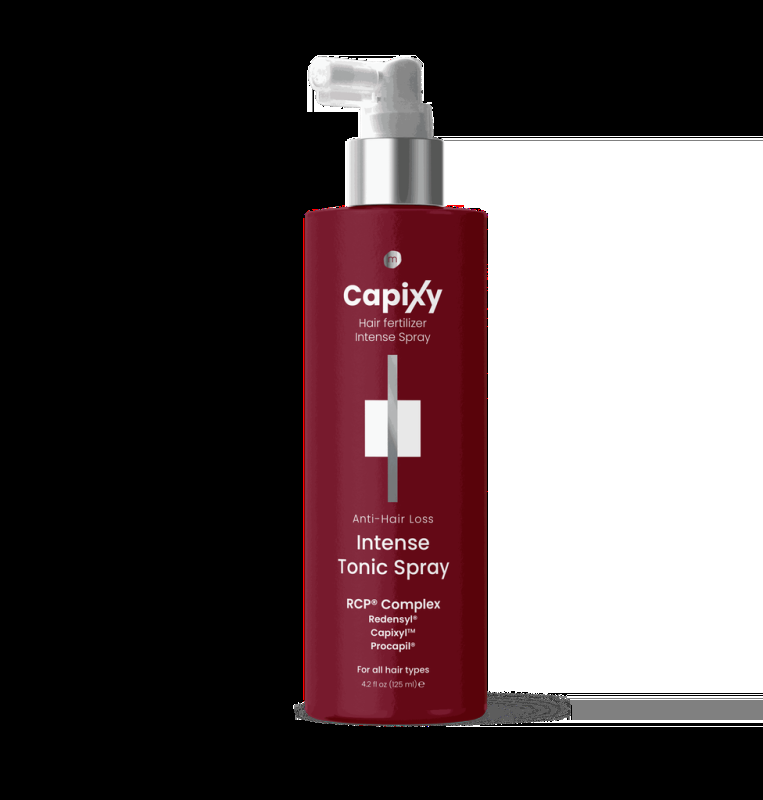 m
Capixy
Hair fertilizer
Intense Spray
Anti-Hair Loss
Intense
Tonic Spray
RCP® Complex
Redensyl®
Capixyl™
Procapil®
For all hair types
4.2 fl oz (125 ml) ℮